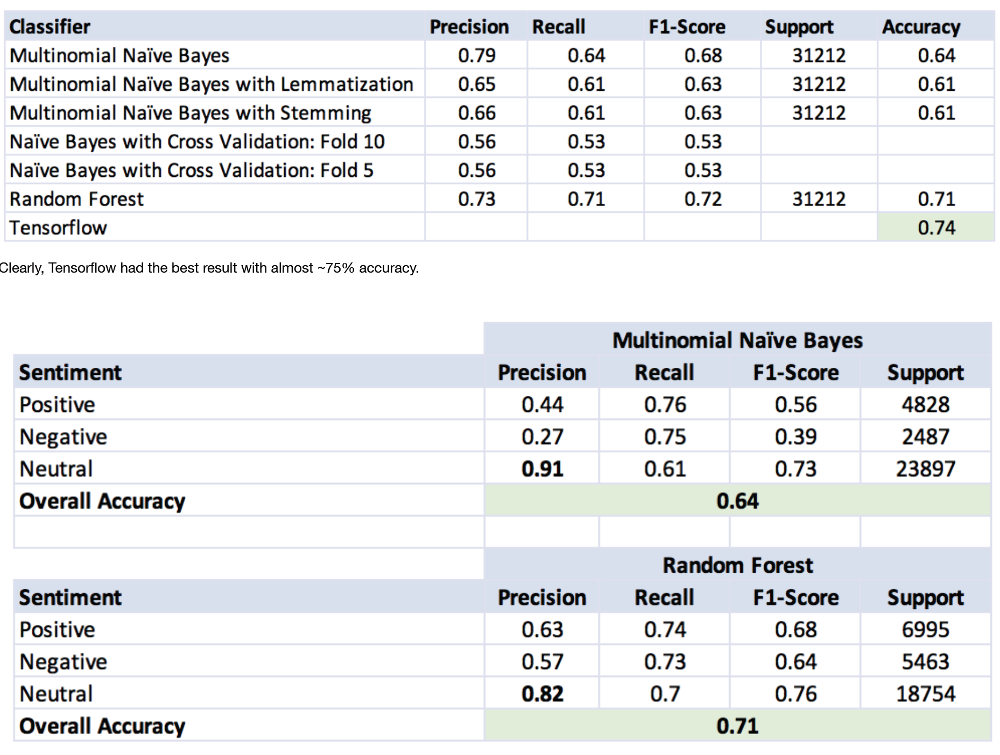 Classifier Precision Recall F1-Score Support Accuracy
Multinomial Naïve Bayes 0.79 0.64 0.68 31212 0.64
Multinomial Naïve Bayes with Lemmatization 0.65 0.61 0.63 31212 0.61
Multinomial Naïve Bayes with Stemming 0.66 0.61 0.63 31212 0.61
Naïve Bayes with Cross Validation: Fold 10 0.56 0.53 0.53
Naïve Bayes with Cross Validation: Fold 5 0.56 0.53 0.53
Random Forest 0.73 0.71 0.72 31212 0.71
Tensorflow 0.74
Clearly, Tensorflow had the best result with almost ~75% accuracy.
Multinomial Naïve Bayes
Sentiment Precision Recall F1-Score Support
Positive 0.44 0.76 0.56 4828
Negative 0.27 0.75 0.39 2487
Neutral 0.91 0.61 0.73 23897
Overall Accuracy 0.64
Random Forest
Sentiment Precision Recall F1-Score Support
Positive 0.63 0.74 0.68 6995
Negative 0.57 0.73 0.64 5463
Neutral 0.82 0.7 0.76 18754
Overall Accuracy 0.71